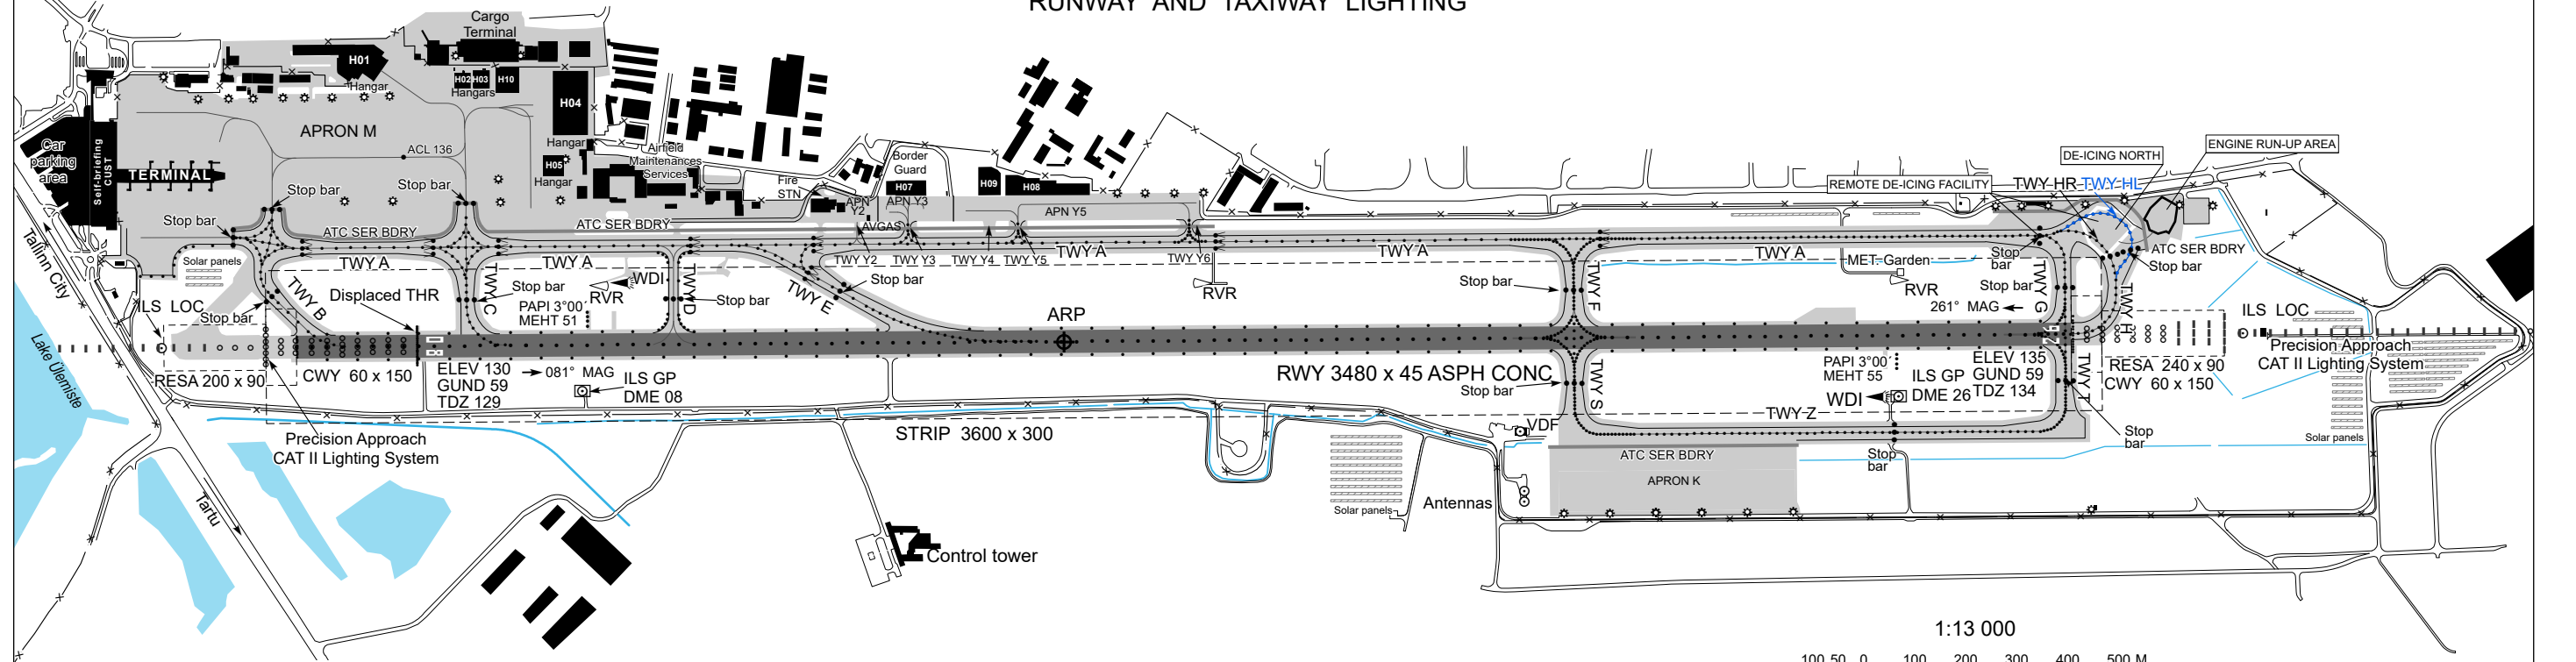 RUNWAY AND TAXIWAY LIGHTING
Cargo
Terminal
H01
Hangar
H02
H03
H10
Hangars
H04
APRON M
ACL 136
Hangar
H05
Hangar
Airfield
Maintenances
Services
Car
parking
area
Self-briefing
CUST
TERMINAL
Stop bar
Stop bar
Stop bar
ATC SER BDRY
ATC SER BDRY
Fire
STN
Border
Guard
H07
H09
H08
APN
Y2
APN Y3
APN Y5
AVGAS
TWY Y2
TWY Y3
TWY Y4
TWY Y5
TWY Y6
TWY A
TWY A
TWY A
TWY A
TWY A
ENGINE RUN-UP AREA
DE-ICING NORTH
REMOTE DE-ICING FACILITY
TWY HR
TWY HL
ATC SER BDRY
Stop bar
Stop
bar
MET. Garden
RVR
261° MAG
Stop bar
TWY G
TWY H
Tallinn City
Solar panels
ILS LOC
Stop bar
TWY B
Displaced THR
TWY C
Stop bar
PAPI 3°00'
MEHT 51
RVR
WDI
TWY D
Stop bar
TWY E
Stop bar
RVR
ARP
Stop bar
TWY F
ILS LOC
Lake Ülemiste
RESA 200 x 90
CWY 60 x 150
08
ELEV 130
GUND 59
TDZ 129
081° MAG
ILS GP
DME 08
RWY 3480 x 45 ASPH CONC
Stop bar
TWY S
PAPI 3°00'
MEHT 55
WDI
ILS GP
DME 26
ELEV 135
GUND 59
TDZ 134
26
TWY T
RESA 240 x 90
CWY 60 x 150
Precision Approach
CAT II Lighting System
TWY Z
Precision Approach
CAT II Lighting System
STRIP 3600 x 300
VDF
Stop
bar
Stop
bar
Solar panels
ATC SER BDRY
APRON K
Solar panels
Antennas
Tartu
Control tower
1:13 000
100 50 0 100 200 300 400 500 M